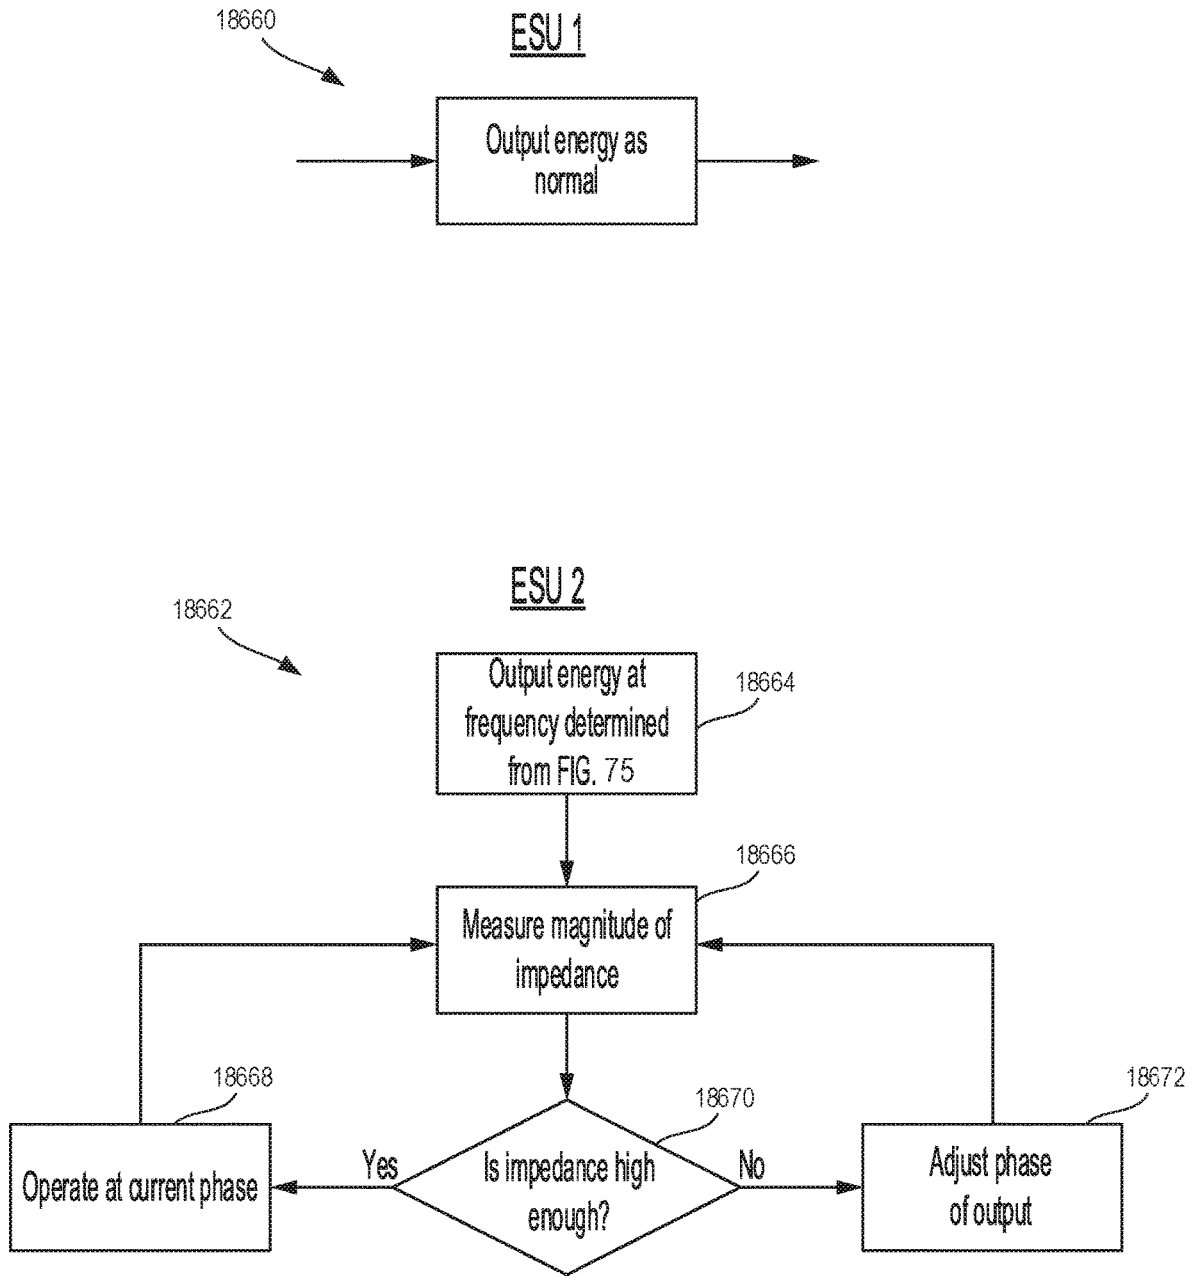 18660
ESU 1
Output energy as
normal
ESU 2
18662
Output energy at
frequency determined
from FIG. 75
18664
18666
Measure magnitude of
impedance
18668
18670
18672
Operate at current phase
Yes
Is impedance high
enough?
No
Adjust phase
of output